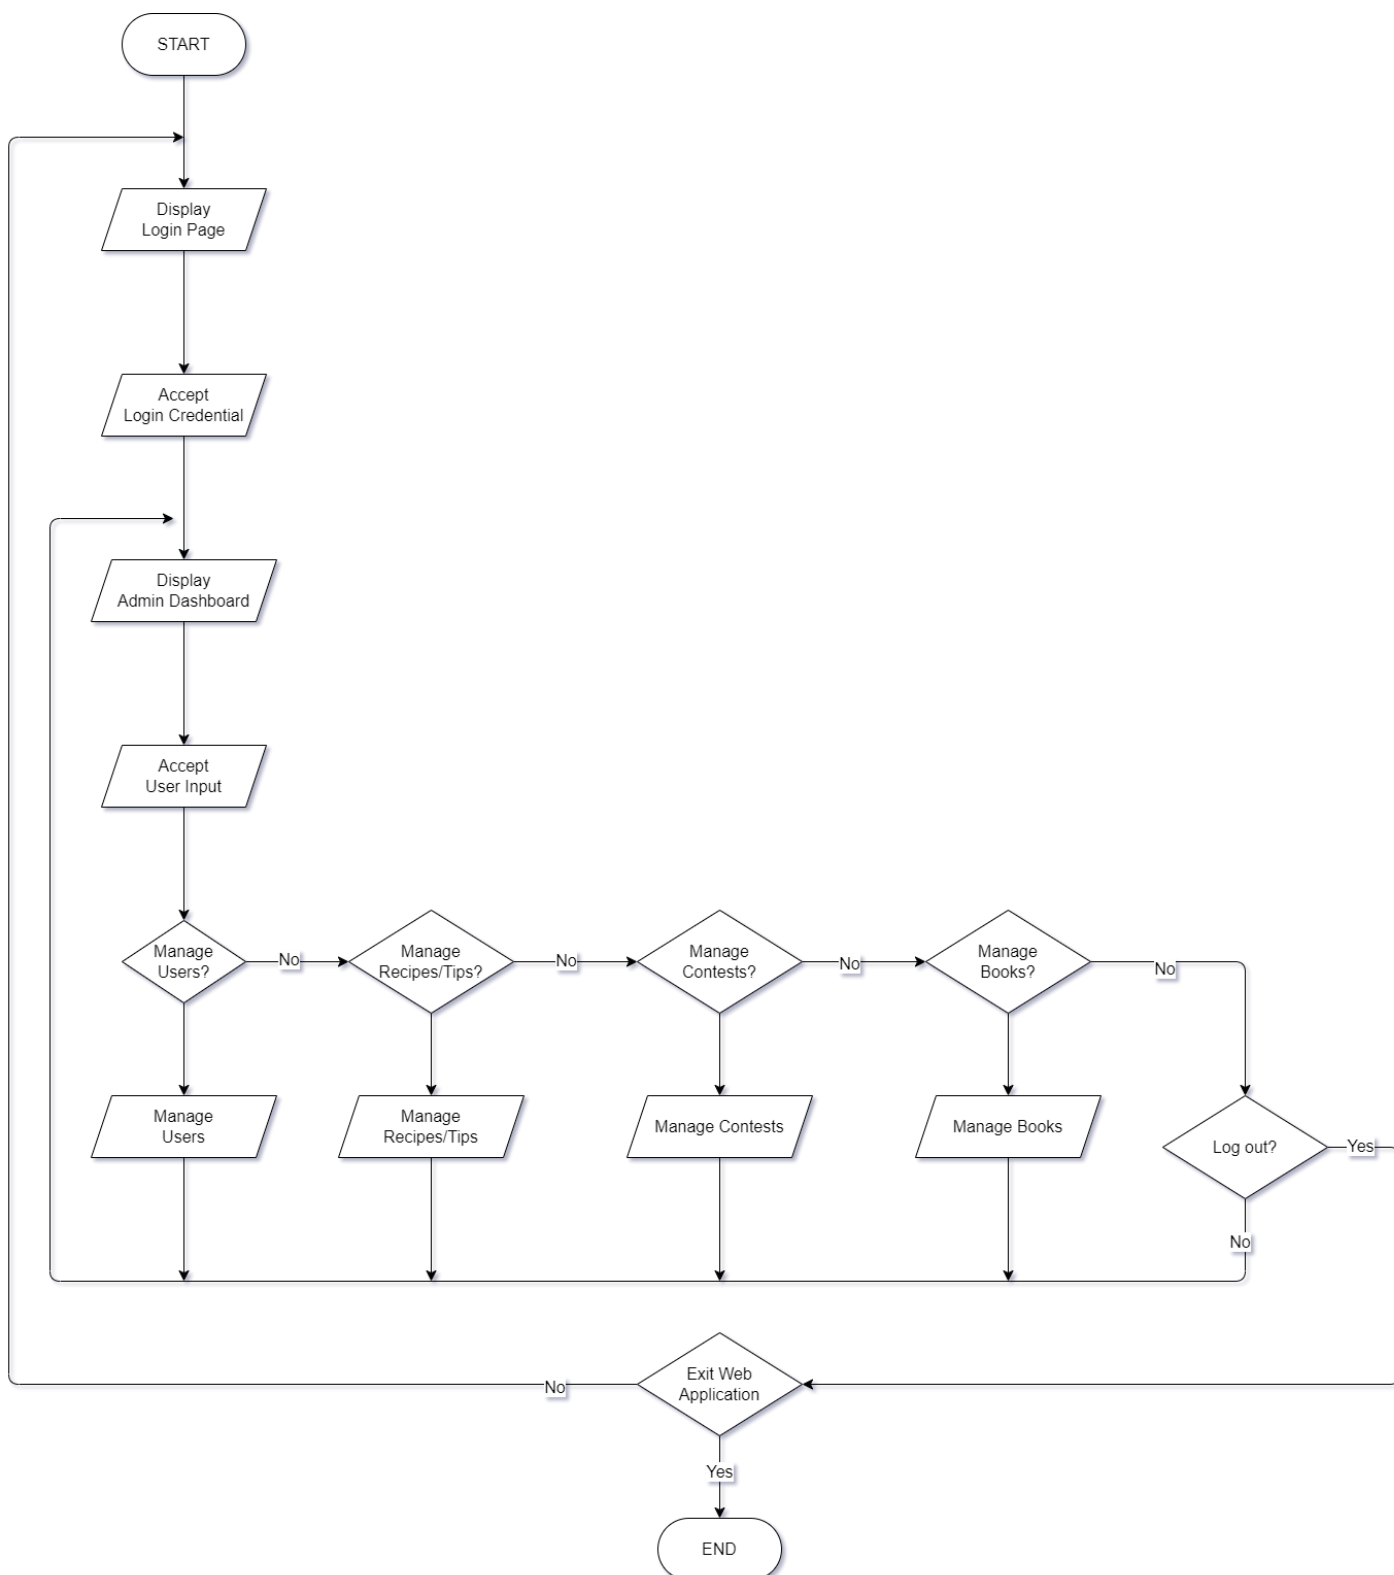 START
Display
Login Page
Accept
Login Credential
Display
Admin Dashboard
Accept
User Input
Manage
Users?
No
Manage
Recipes/Tips?
No
Manage
Contests?
No
Manage
Books?
No
Manage
Users
Manage
Recipes/Tips
Manage Contests
Manage Books
Log out?
Yes
No
Exit Web
Application
No
Yes
END